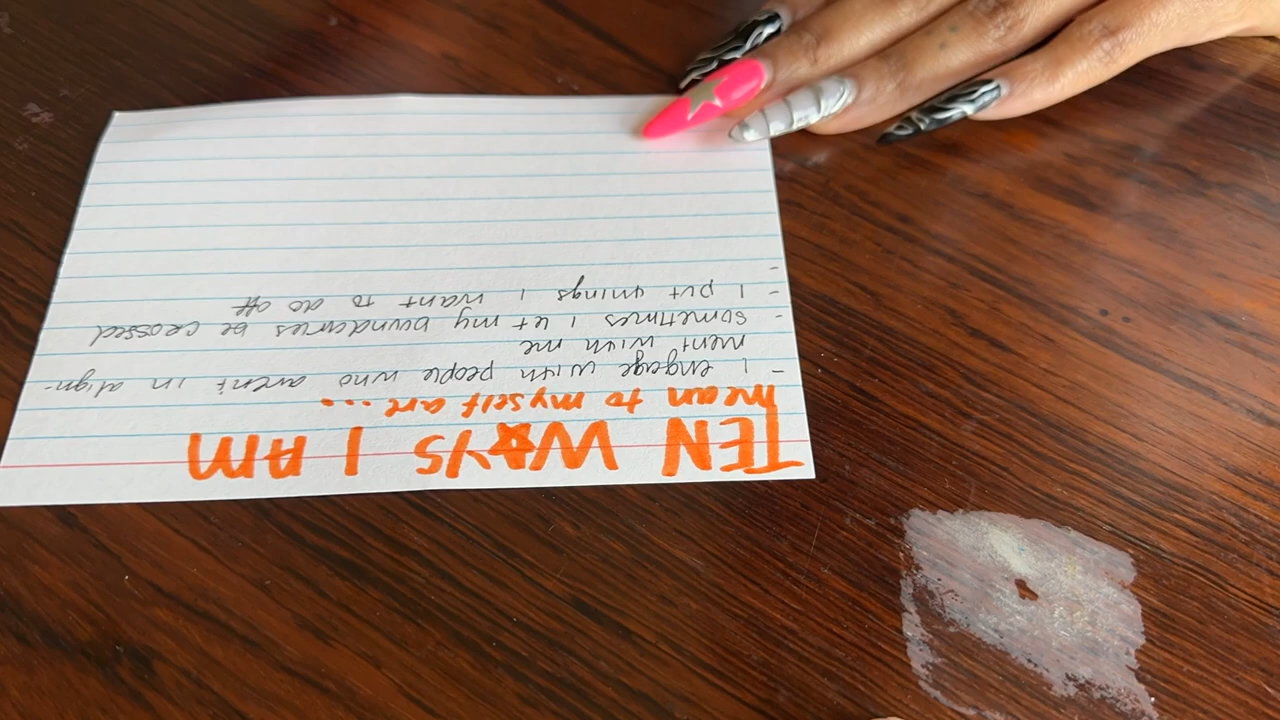 TEN WAYS I AM
mean to myself are...
- I engage with people who arent in align-
ment with me
- sometimes I let my boundaries be crossed
- I put things I want to do off
-